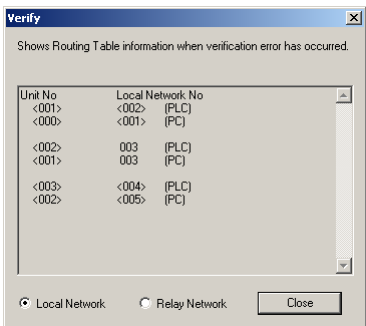 Verify
Shows Routing Table information when verification error has occurred.
Unit No Local Network No
<001> <002> (PLC)
<000> <001> (PC)
<002> 003 (PLC)
<001> 003 (PC)
<003> <004> (PLC)
<002> <005> (PC)
Local Network Relay Network Close